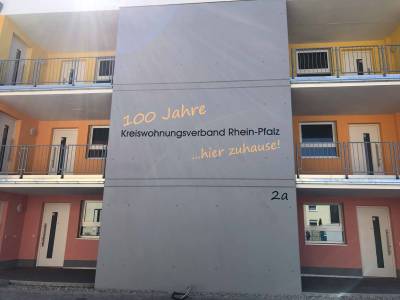 100 Jahre
Kreiswohnungsverband Rhein-Pfalz
...hier zuhause!
2a